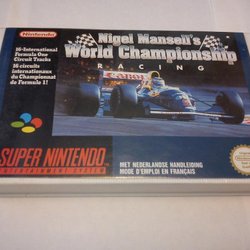 Nintendo
Nigel Mansell's
World Championship
RACING
16-International
Formula One
Circuit Tracks
16 circuits
internationaux
du Championnat
de Formule 1!
Canon
SUPER NINTENDO
ENTERTAINMENT SYSTEM
MET NEDERLANDSE HANDLEIDING
MODE D'EMPLOI EN FRANÇAIS